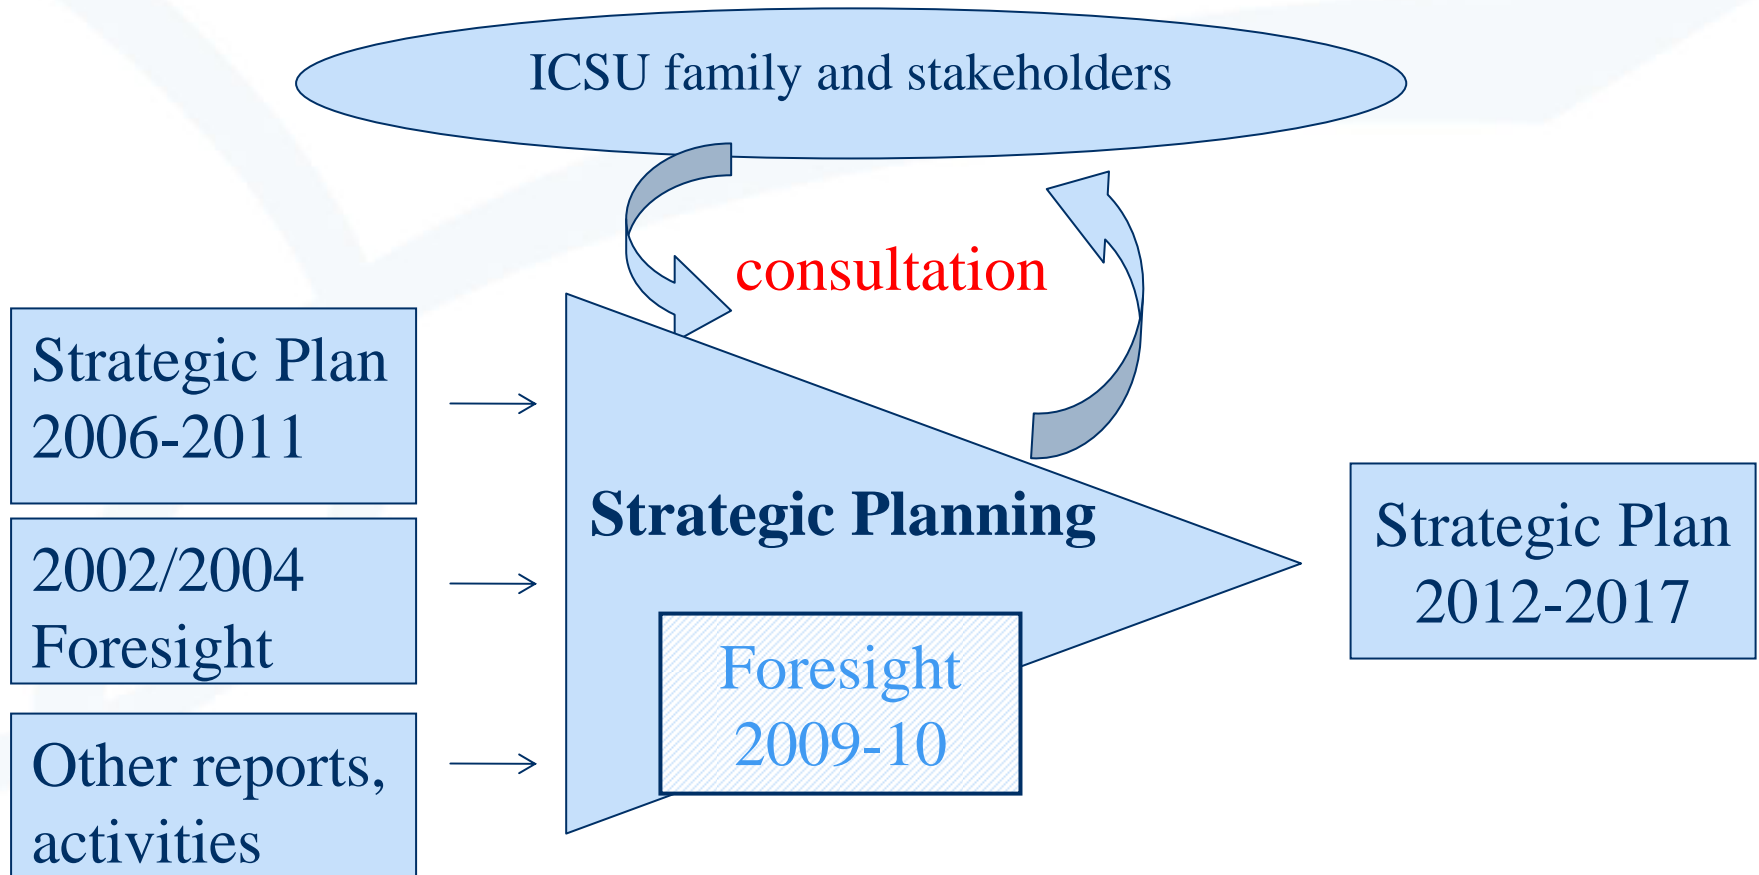 ICSU family and stakeholders
consultation
Strategic Plan
2006-2011
2002/2004
Foresight
Other reports,
activities
Strategic Planning
Foresight
2009-10
Strategic Plan
2012-2017